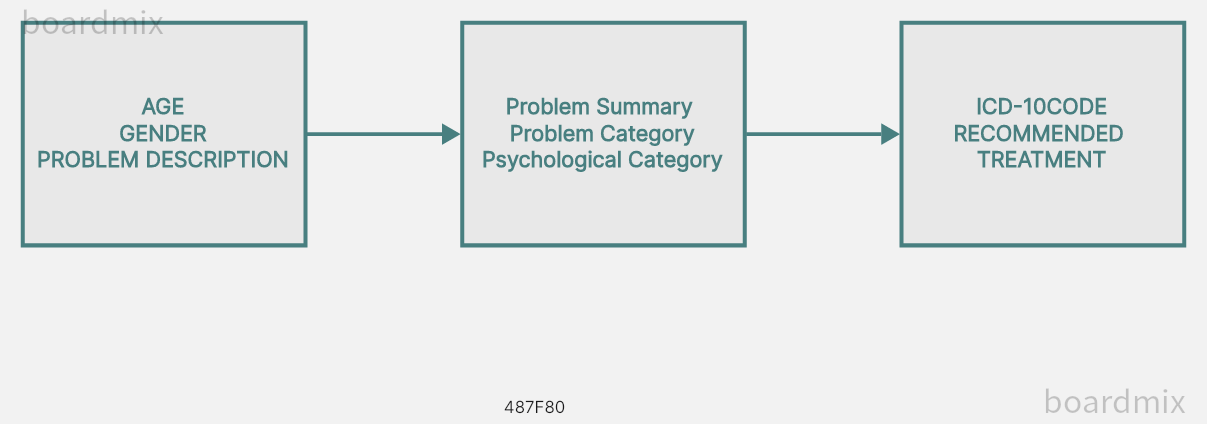 boardmix
AGE
GENDER
PROBLEM DESCRIPTION
Problem Summary
Problem Category
Psychological Category
ICD-10CODE
RECOMMENDED
TREATMENT
487F80
boardmix